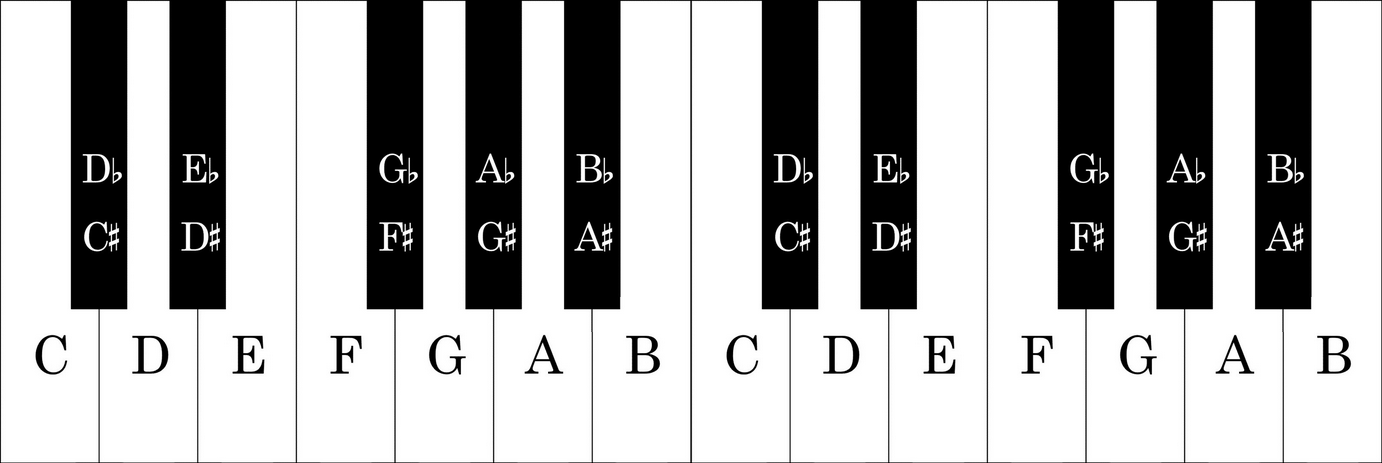 D♭ E♭ G♭ A♭ B♭ D♭ E♭ G♭ A♭ B♭
C♯ D♯ F♯ G♯ A♯ C♯ D♯ F♯ G♯ A♯
C D E F G A B C D E F G A B